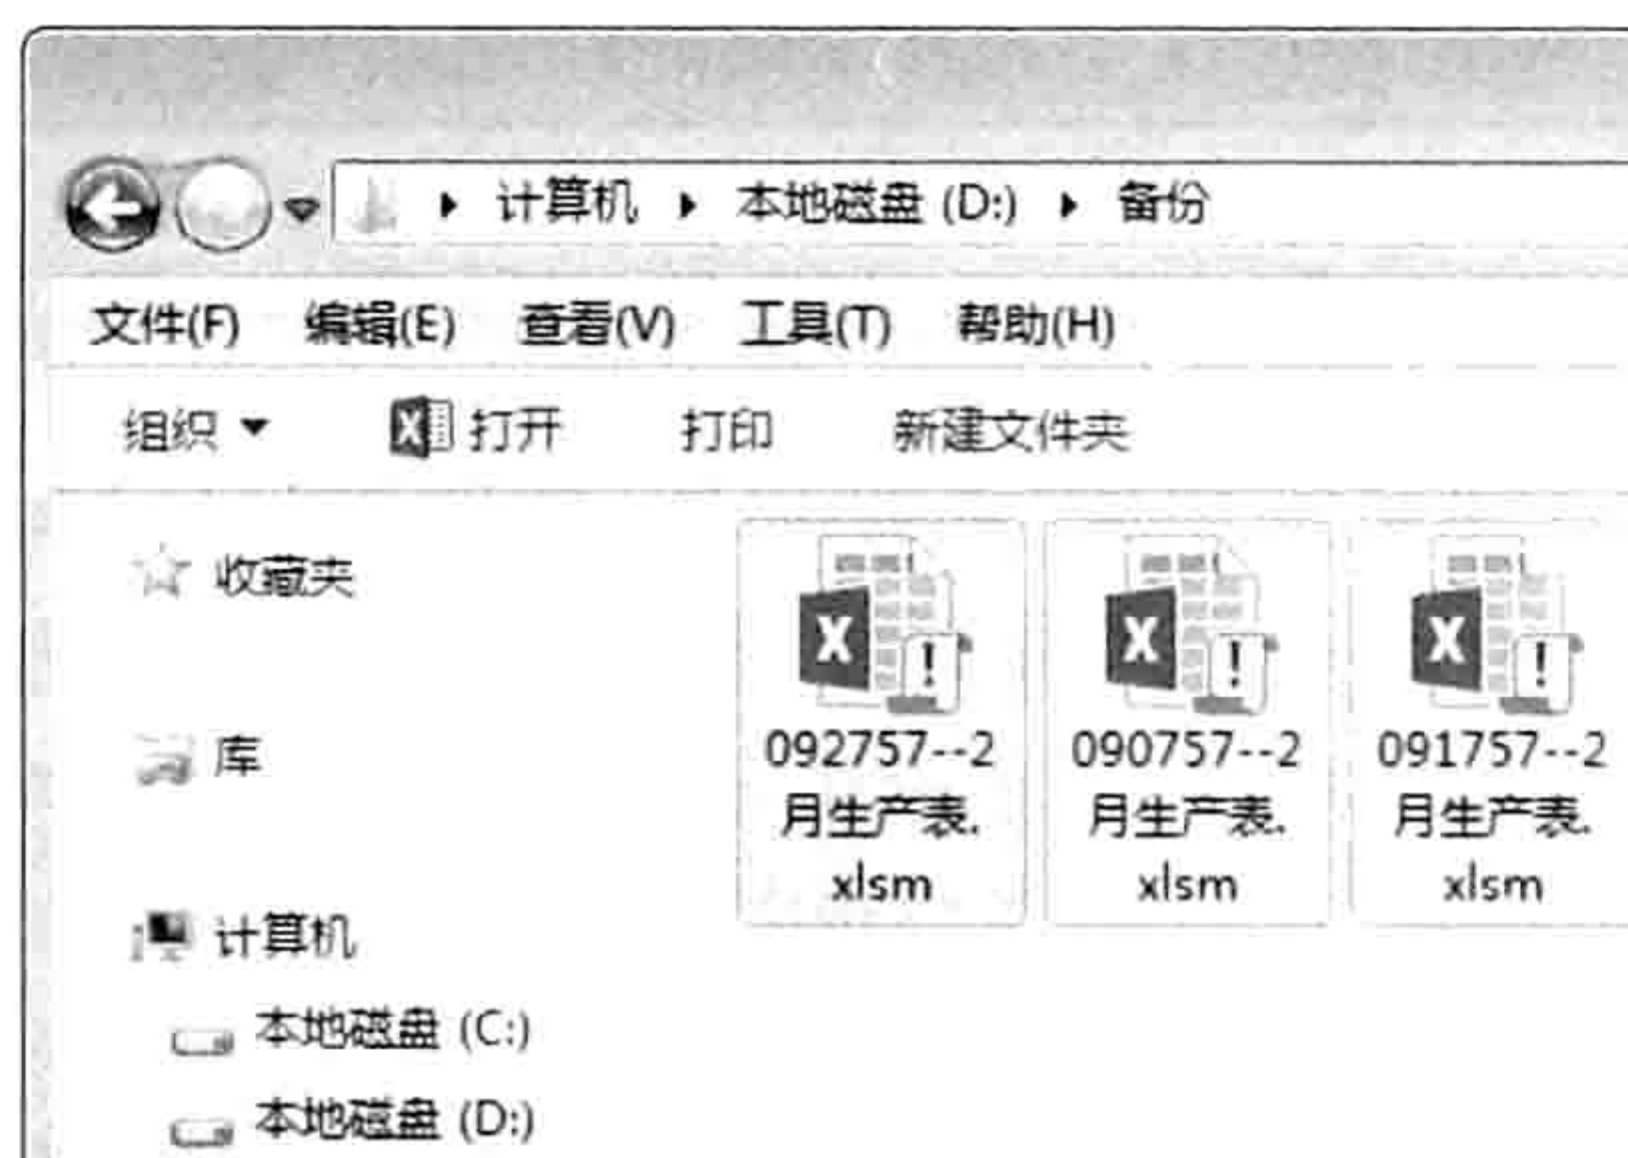 计算机 本地磁盘 (D:) 备份
文件(F) 编辑(E) 查看(V) 工具(T) 帮助(H)
组织 打开 打印 新建文件夹
收藏夹
库
计算机
本地磁盘 (C:)
本地磁盘 (D:)
092757--2
月生产表.
xlsm
090757--2
月生产表.
xlsm
091757--2
月生产表.
xlsm